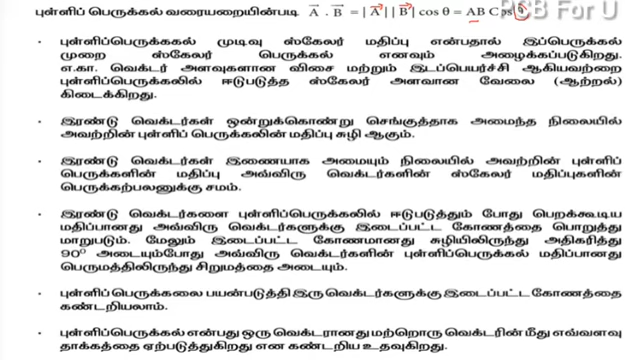 புள்ளிப் பெருக்கல் வரையறையின்படி A⃗ . B⃗ = |A⃗||B⃗| cos θ = AB Cos θ
PCB For U
• புள்ளிப்பெருக்ககல் முடிவு ஸ்கேலர் மதிப்பு என்பதால் இப்பெருக்கல்
முறை ஸ்கேலர் பெருக்கல் எனவும் அழைக்கப்படுகிறது.
எ.கா வெக்டர் அளவுகளான விசை மற்றும் இடப்பெயர்ச்சி ஆகியவற்றை
புள்ளிப்பெருக்கலில் ஈடுபடுத்த ஸ்கேலர் அளவான வேலை (ஆற்றல்)
கிடைக்கிறது.
• இரண்டு வெக்டர்கள் ஒன்றுக்கொண்று செங்குத்தாக அமைந்த நிலையில்
அவற்றின் புள்ளிப் பெருக்கலின் மதிப்பு சுழி ஆகும்.
• இரண்டு வெக்டர்கள் இணையாக அமையும் நிலையில் அவற்றின் புள்ளிப்
பெருக்களின் மதிப்பு அவ்விரு வெக்டர்களின் ஸ்கேலர் மதிப்புகளின்
பெருக்கற்பலனுக்கு சமம்.
• இரண்டு வெக்டர்களை புள்ளிப்பெருக்கலில் ஈடுபடுத்தும் போது பெறக்கூடிய
மதிப்பானது அவ்விரு வெக்டர்களுக்கு இடைப்பட்ட கோணத்தை பொறுத்து
மாறுபடும். மேலும் இடைப்பட்ட கோணமானது சுழியிலிருந்து அதிகரித்து
90⁰ அடையும்போது அவ்விரு வெக்டர்களின் புள்ளிப்பெருக்கல் மதிப்பானது
பெருமத்திலிருந்து சிறுமத்தை அடையும்.
• புள்ளிப்பெருக்கலை பயன்படுத்தி இரு வெக்டர்களுக்கு இடைப்பட்ட கோணத்தை
கண்டறியலாம்.
• புள்ளிப்பெருக்கல் என்பது ஒரு வெக்டரானது மற்றொரு வெக்டரின் மீது எவ்வளவு
தாக்கத்தை ஏற்படுத்துகிறது என கண்டறிய உதவுகிறது.